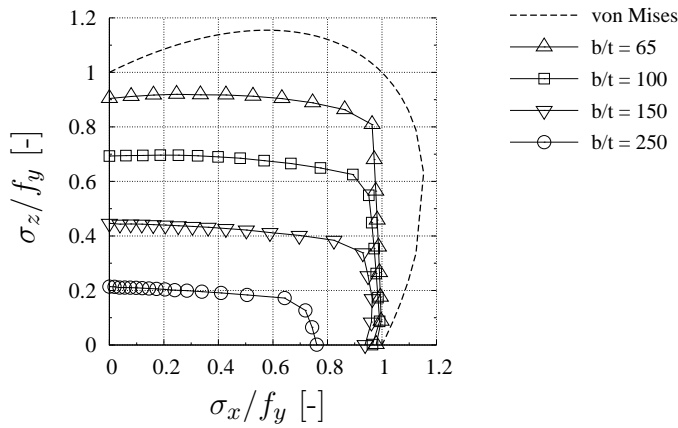 1.2
1
0.8
0.6
0.4
0.2
0
σz/fy [-]
0 0.2 0.4 0.6 0.8 1 1.2
σx/fy [-]
von Mises
b/t = 65
b/t = 100
b/t = 150
b/t = 250